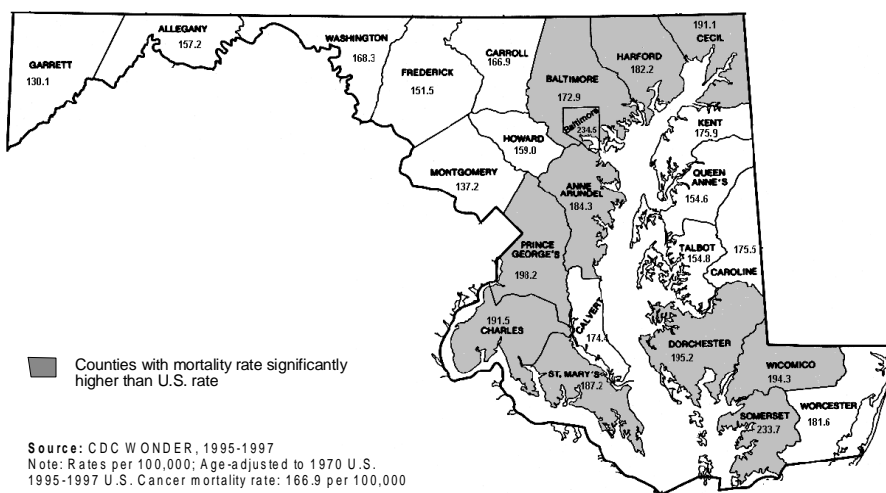 ALLEGANY
157.2
GARRETT
130.1
WASHINGTON
168.3
FREDERICK
151.5
CARROLL
166.9
BALTIMORE
172.9
Baltimore
234.5
HARFORD
182.2
191.1
CECIL
HOWARD
159.0
MONTGOMERY
137.2
KENT
175.9
QUEEN
ANNE'S
154.6
ANNE
ARUNDEL
184.3
PRINCE
GEORGE'S
198.2
TALBOT
154.8
175.5
CAROLINE
CALVERT
174.4
191.5
CHARLES
ST. MARY'S
187.2
DORCHESTER
195.2
WICOMICO
194.3
SOMERSET
233.7
WORCESTER
181.6
Counties with mortality rate significantly
higher than U.S. rate
Source: CDC WONDER, 1995-1997
Note: Rates per 100,000; Age-adjusted to 1970 U.S.
1995-1997 U.S. Cancer mortality rate: 166.9 per 100,000